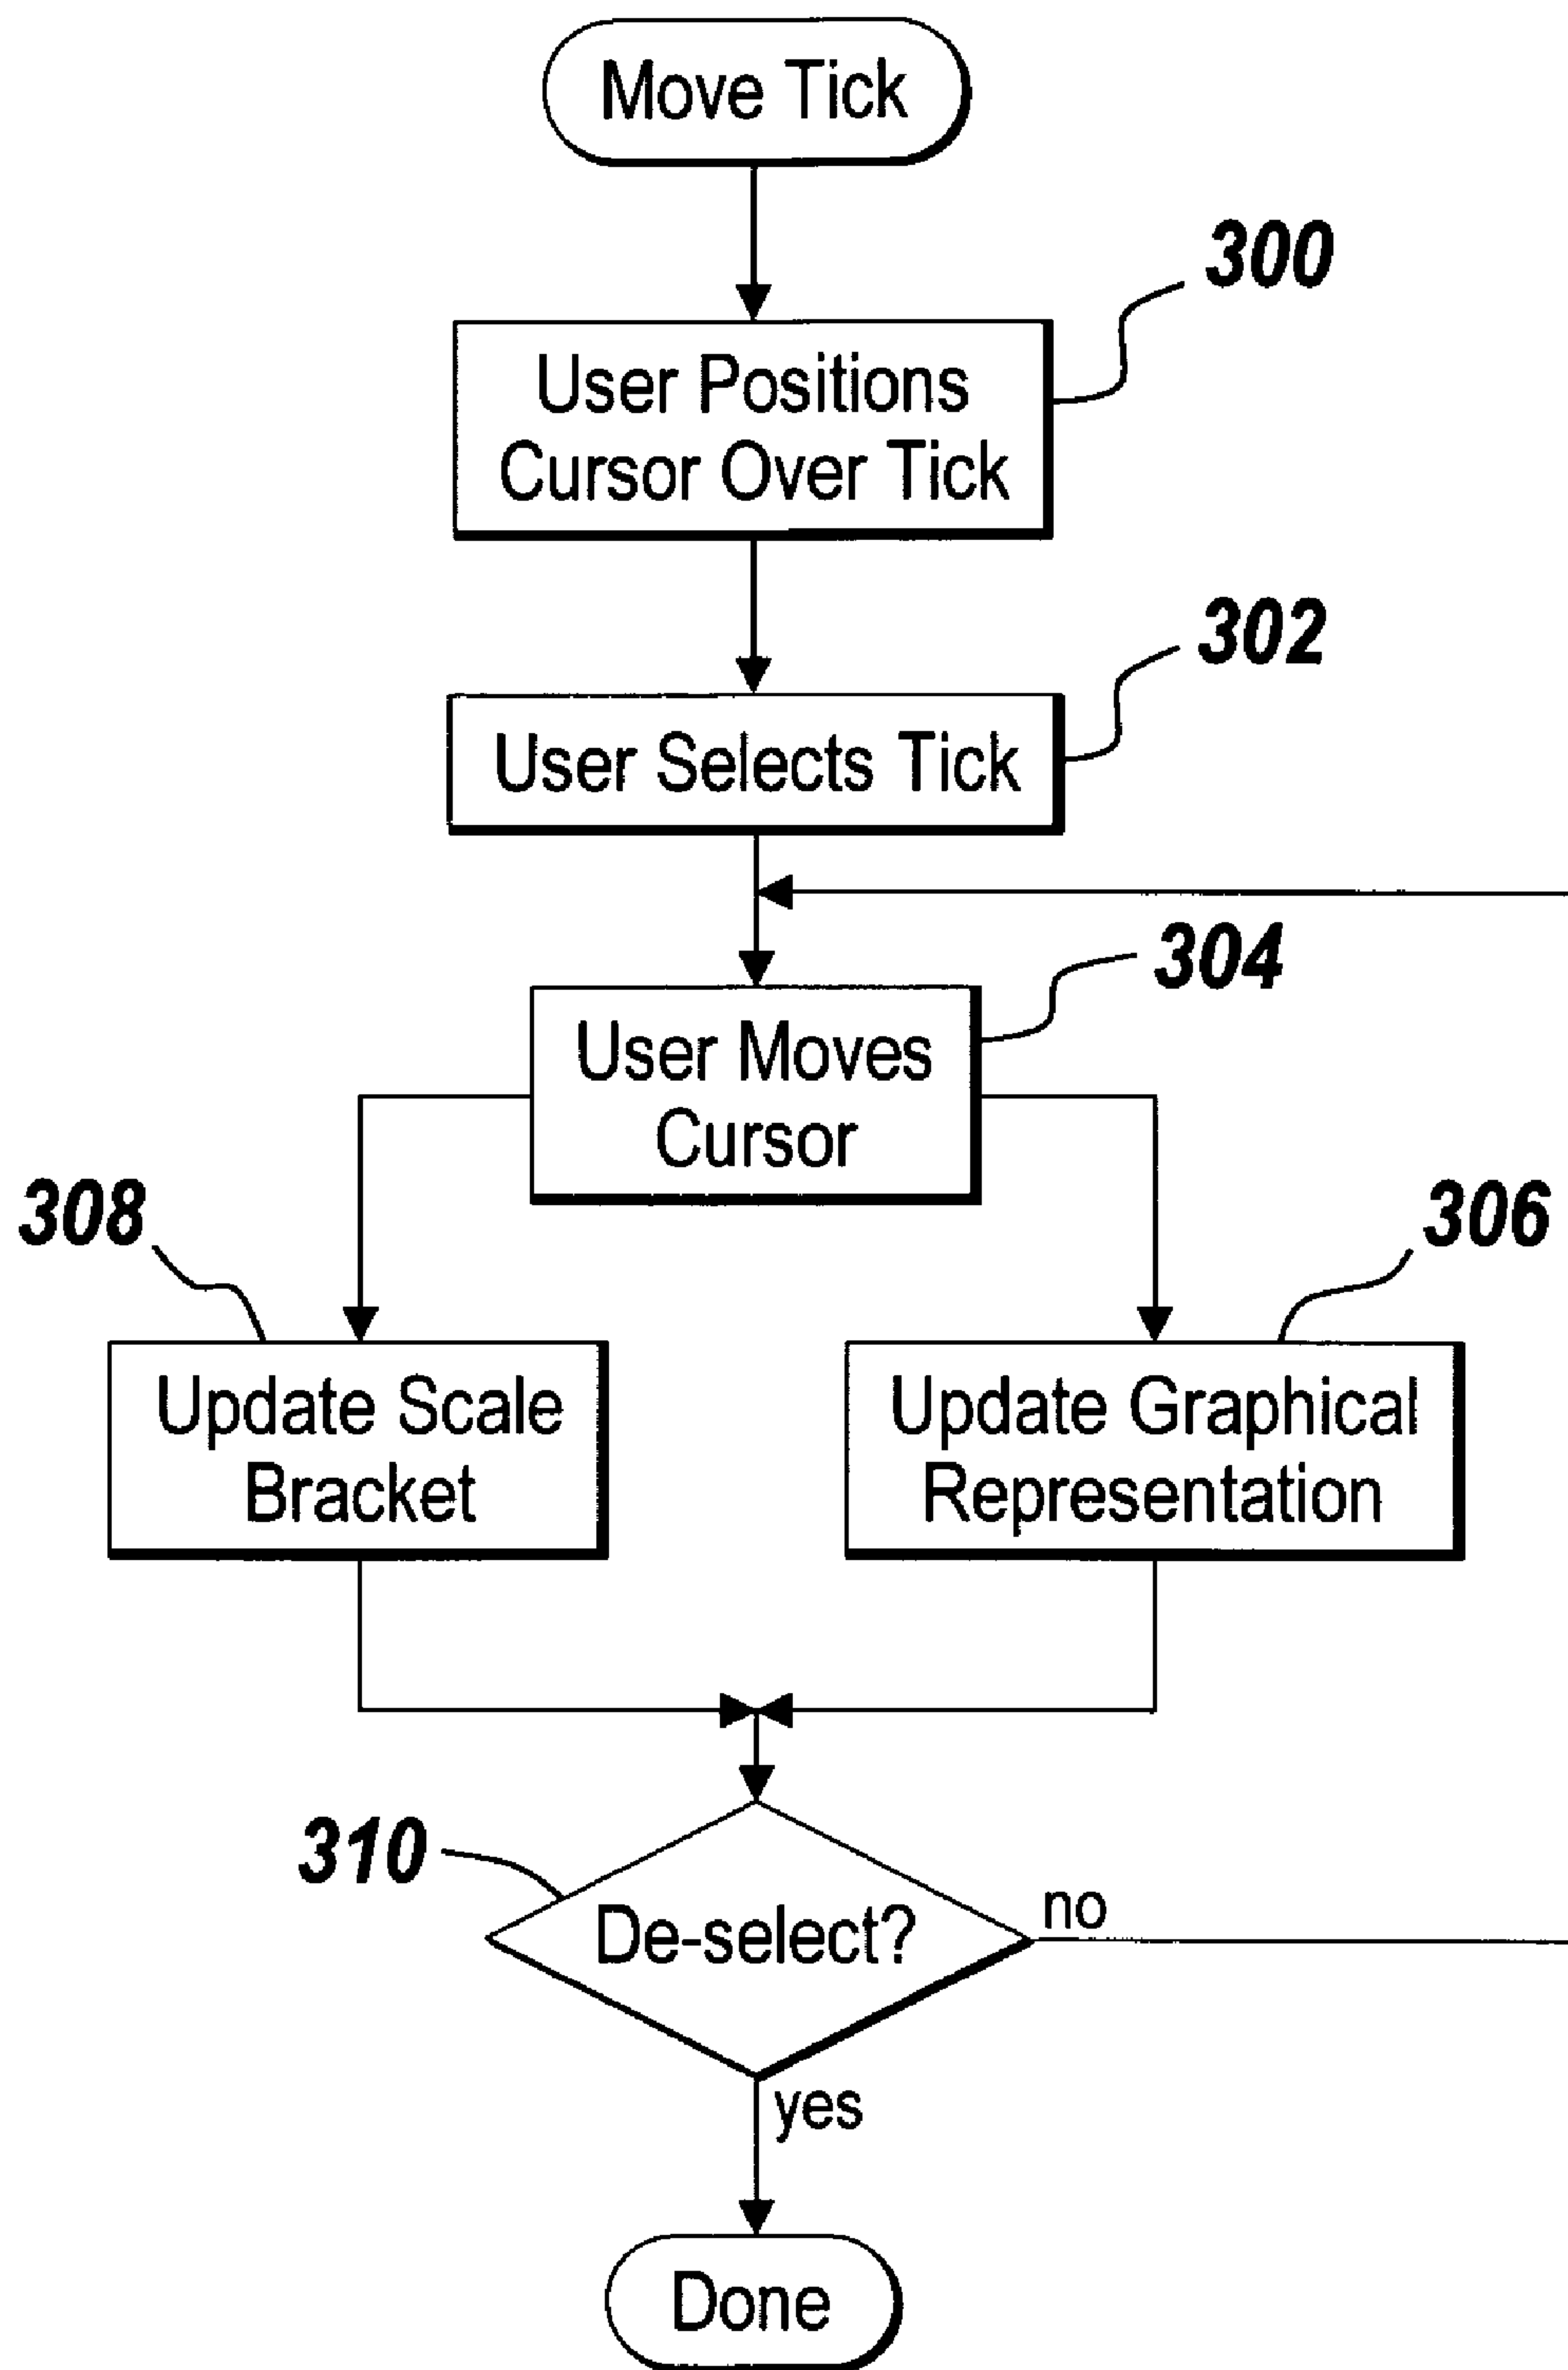 Move Tick
300
User Positions
Cursor Over Tick
302
User Selects Tick
304
User Moves
Cursor
308
306
Update Scale
Bracket
Update Graphical
Representation
310
De-select?
no
yes
Done